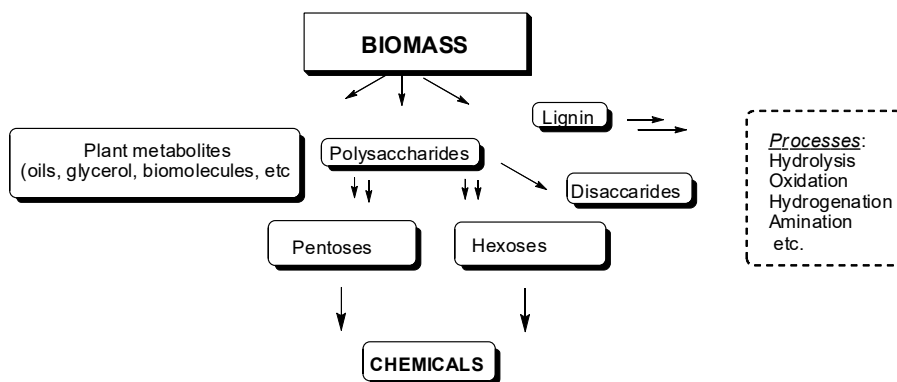 BIOMASS
Lignin
Plant metabolites
(oils, glycerol, biomolecules, etc
Polysaccharides
Disaccarides
Pentoses
Hexoses
CHEMICALS
Processes:
Hydrolysis
Oxidation
Hydrogenation
Amination
etc.